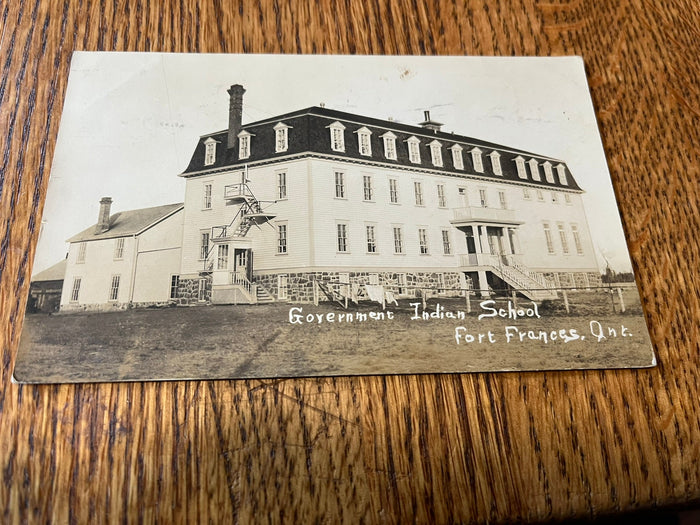 Government Indian School
Fort Frances, Ont.